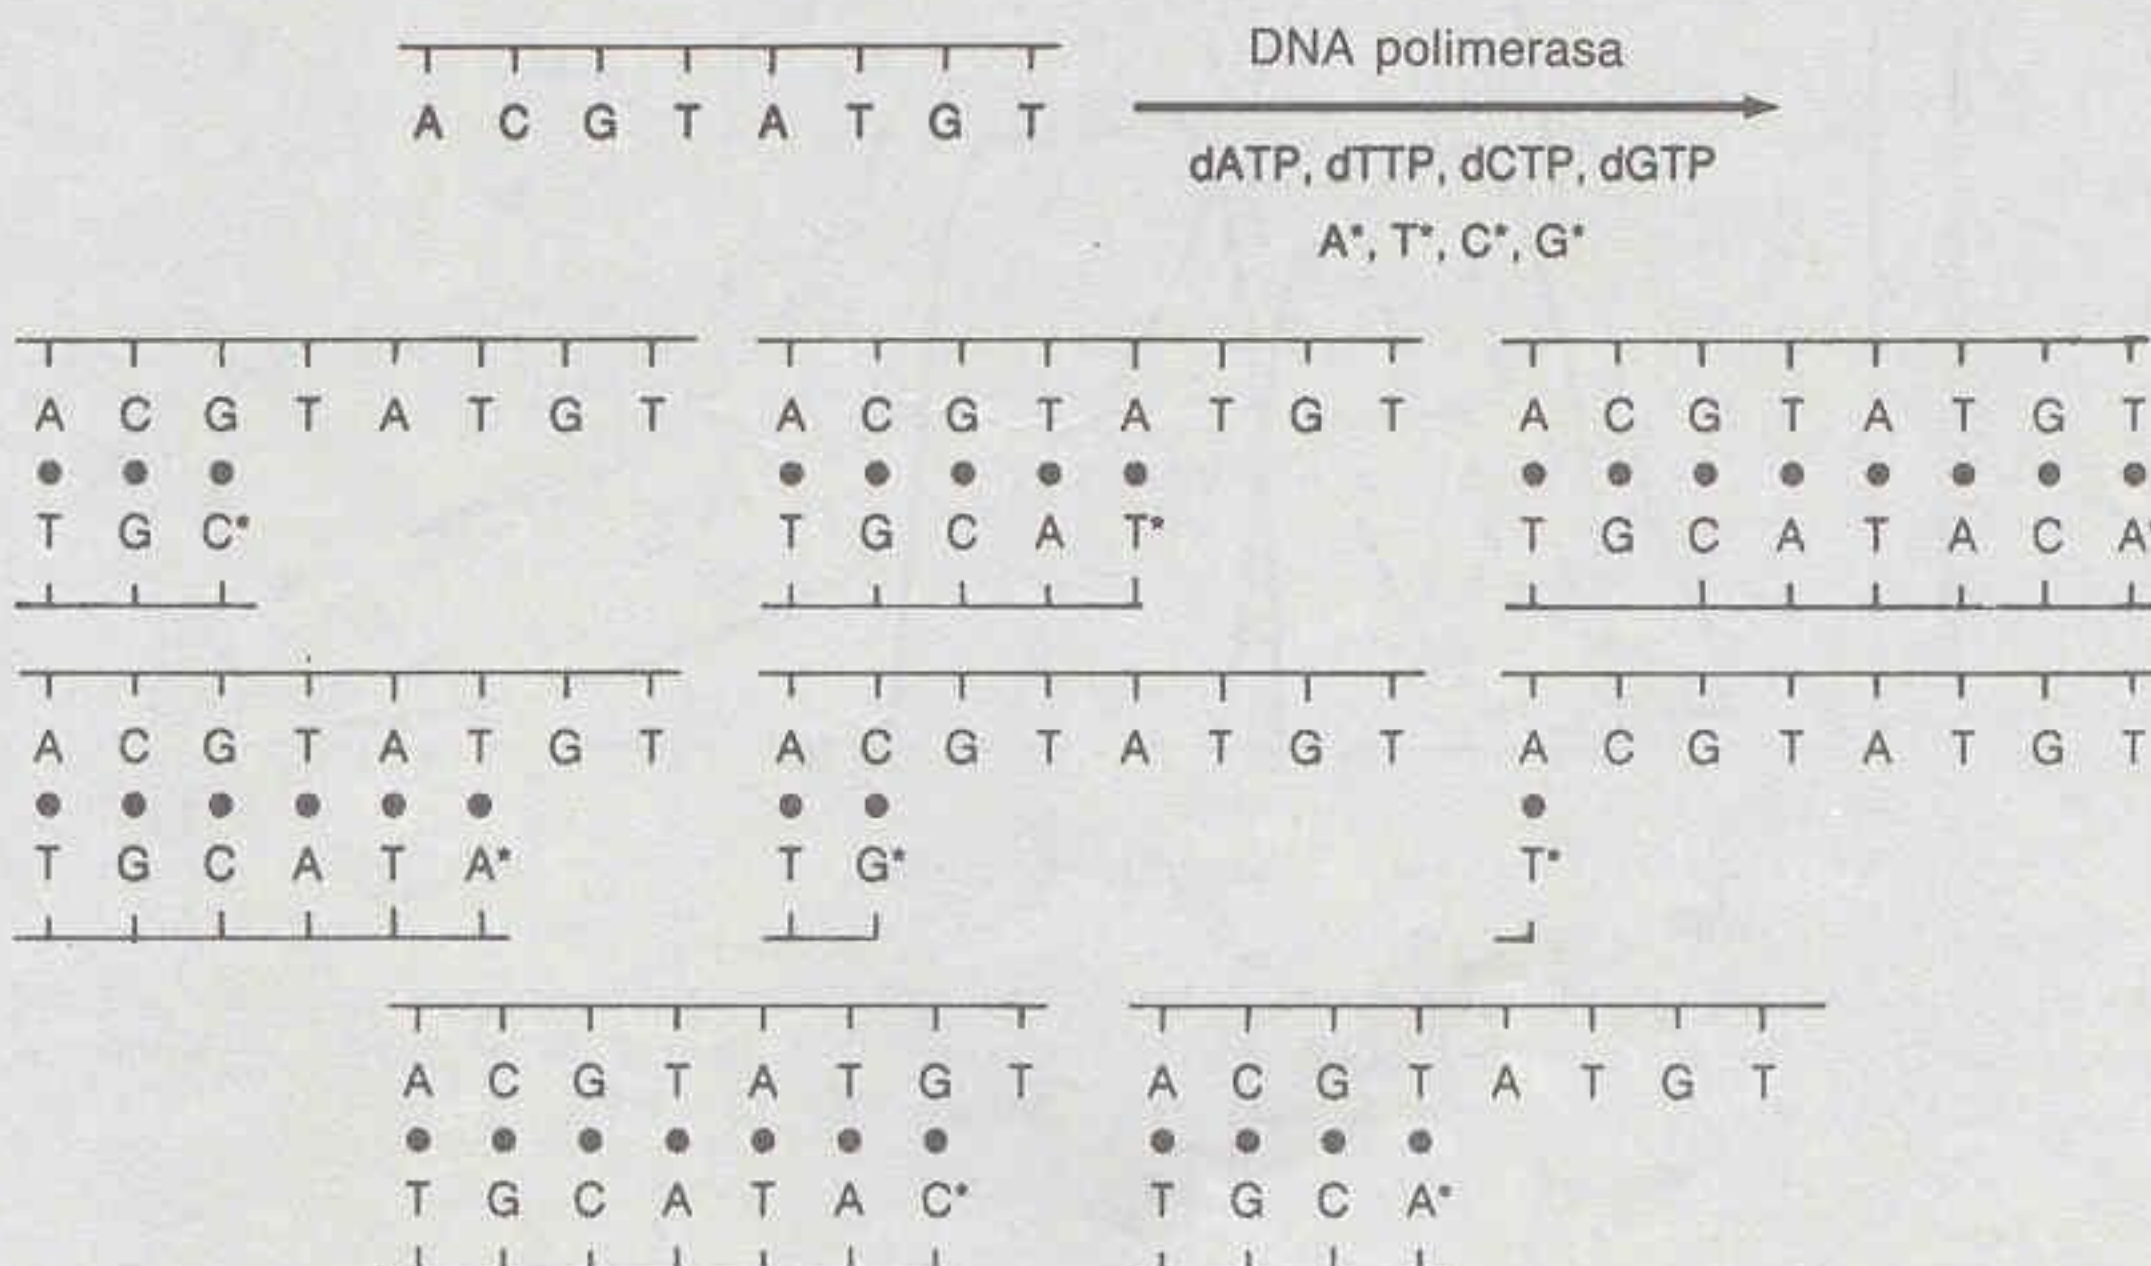 DNA polimerasa
A C G T A T G T
dATP, dTTP, dCTP, dGTP
A*, T*, C*, G*
A C G T A T G T A C G T A T G T A C G T A T G T
T G C* T G C A T* T G C A T A C A*
A C G T A T G T A C G T A T G T A C G T A T G T
T G C A T A* T G* T*
A C G T A T G T A C G T A T G T
T G C A T A C* T G C A*